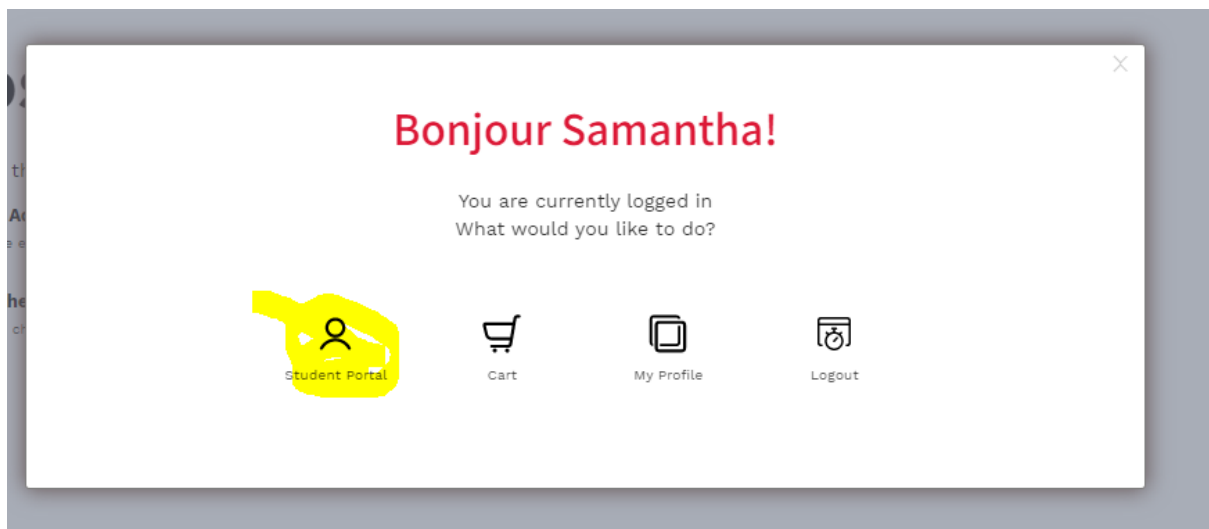 Bonjour Samantha!
You are currently logged in
What would you like to do?
Student Portal
Cart
My Profile
Logout